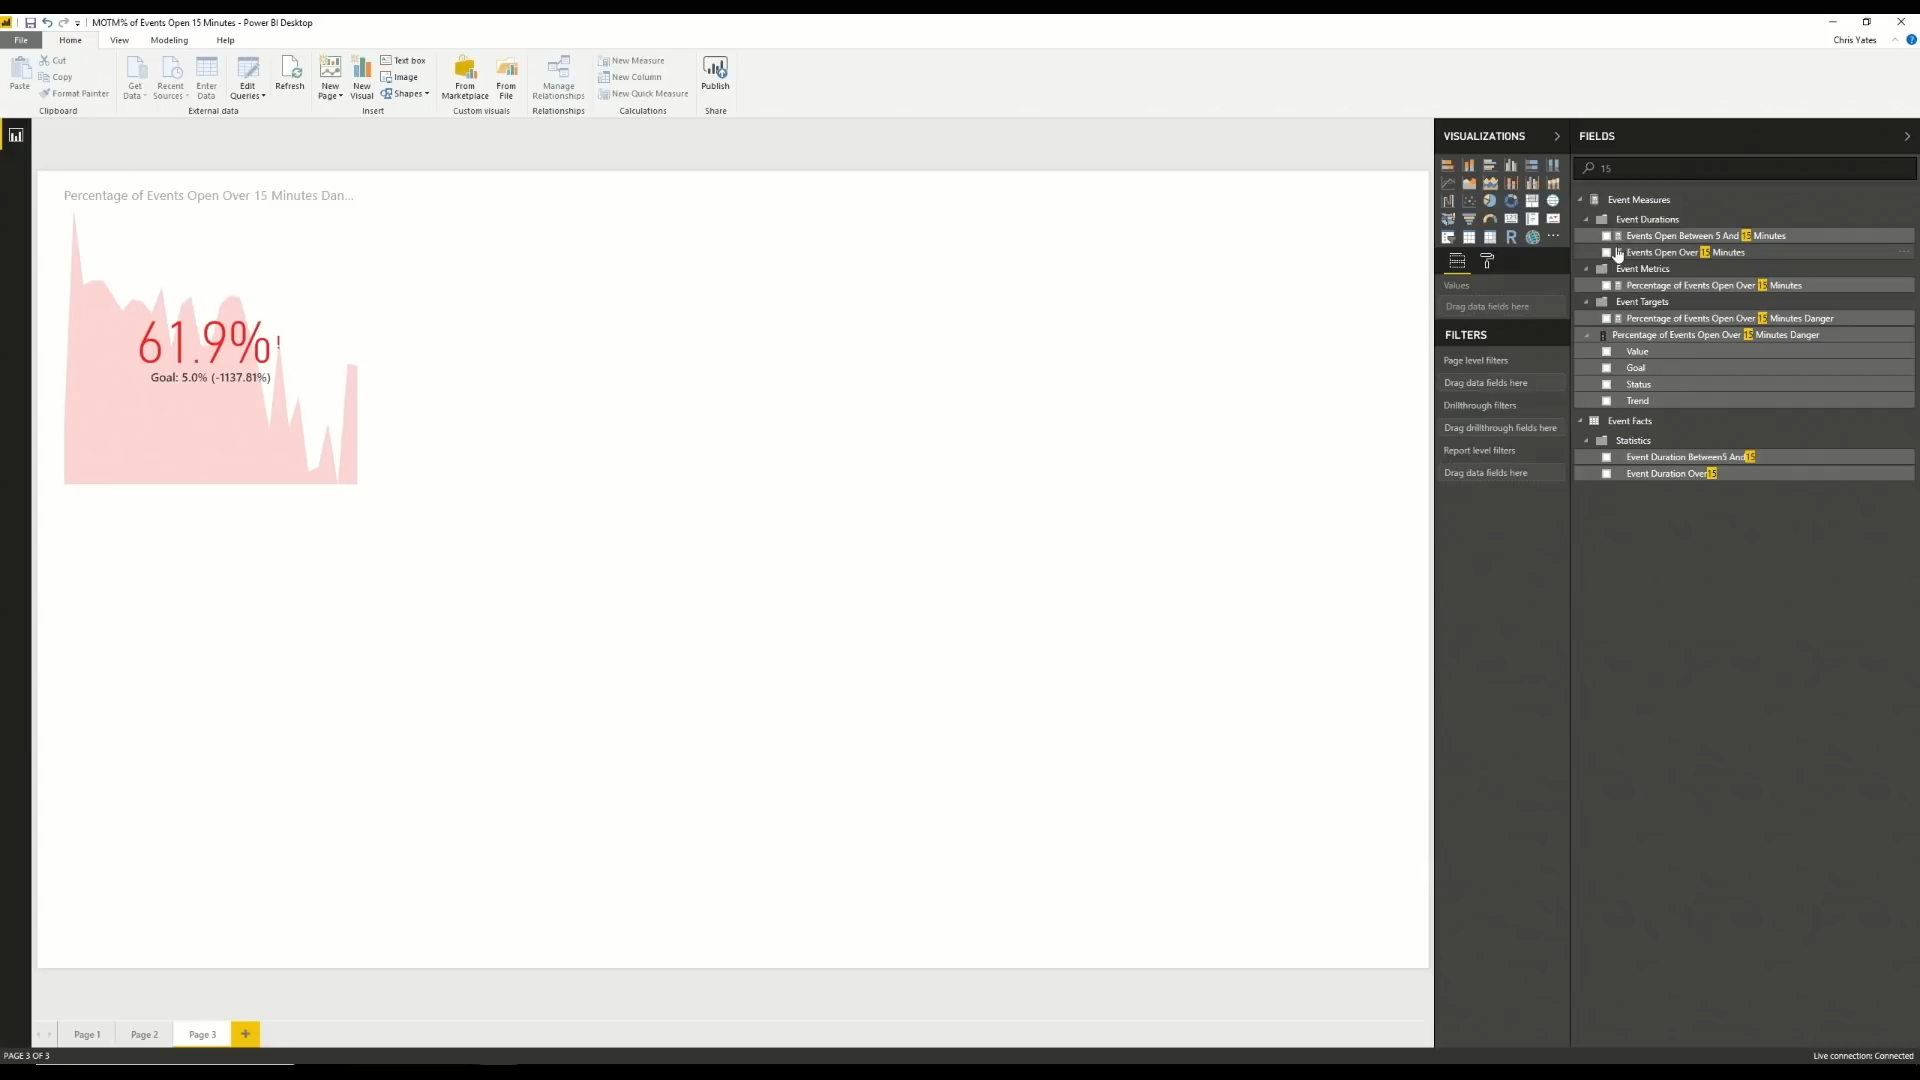 MOTM% of Events Open 15 Minutes - Power BI Desktop
File
Home
View
Modeling
Help
Chris Yates
Paste
Cut
Copy
Format Painter
Clipboard
Get Data
Recent Sources
Enter Data
Edit Queries
Refresh
External data
New Page
New Visual
Text box
Image
Shapes
Insert
From Marketplace
From File
Custom visuals
Manage Relationships
Relationships
New Measure
New Column
New Quick Measure
Calculations
Publish
Share
Percentage of Events Open Over 15 Minutes Dan...
61.9%!
Goal: 5.0% (-1137.81%)
VISUALIZATIONS
R
Values
Drag data fields here
FILTERS
Page level filters
Drag data fields here
Drillthrough filters
Drag drillthrough fields here
Report level filters
Drag data fields here
FIELDS
15
Event Measures
Event Durations
Events Open Between 5 And 15 Minutes
Events Open Over 15 Minutes
Event Metrics
Percentage of Events Open Over 15 Minutes
Event Targets
Percentage of Events Open Over 15 Minutes Danger
Percentage of Events Open Over 15 Minutes Danger
Value
Goal
Status
Trend
Event Facts
Statistics
Event Duration Between5 And15
Event Duration Over15
Page 1
Page 2
Page 3
PAGE 3 OF 3
Live connection: Connected